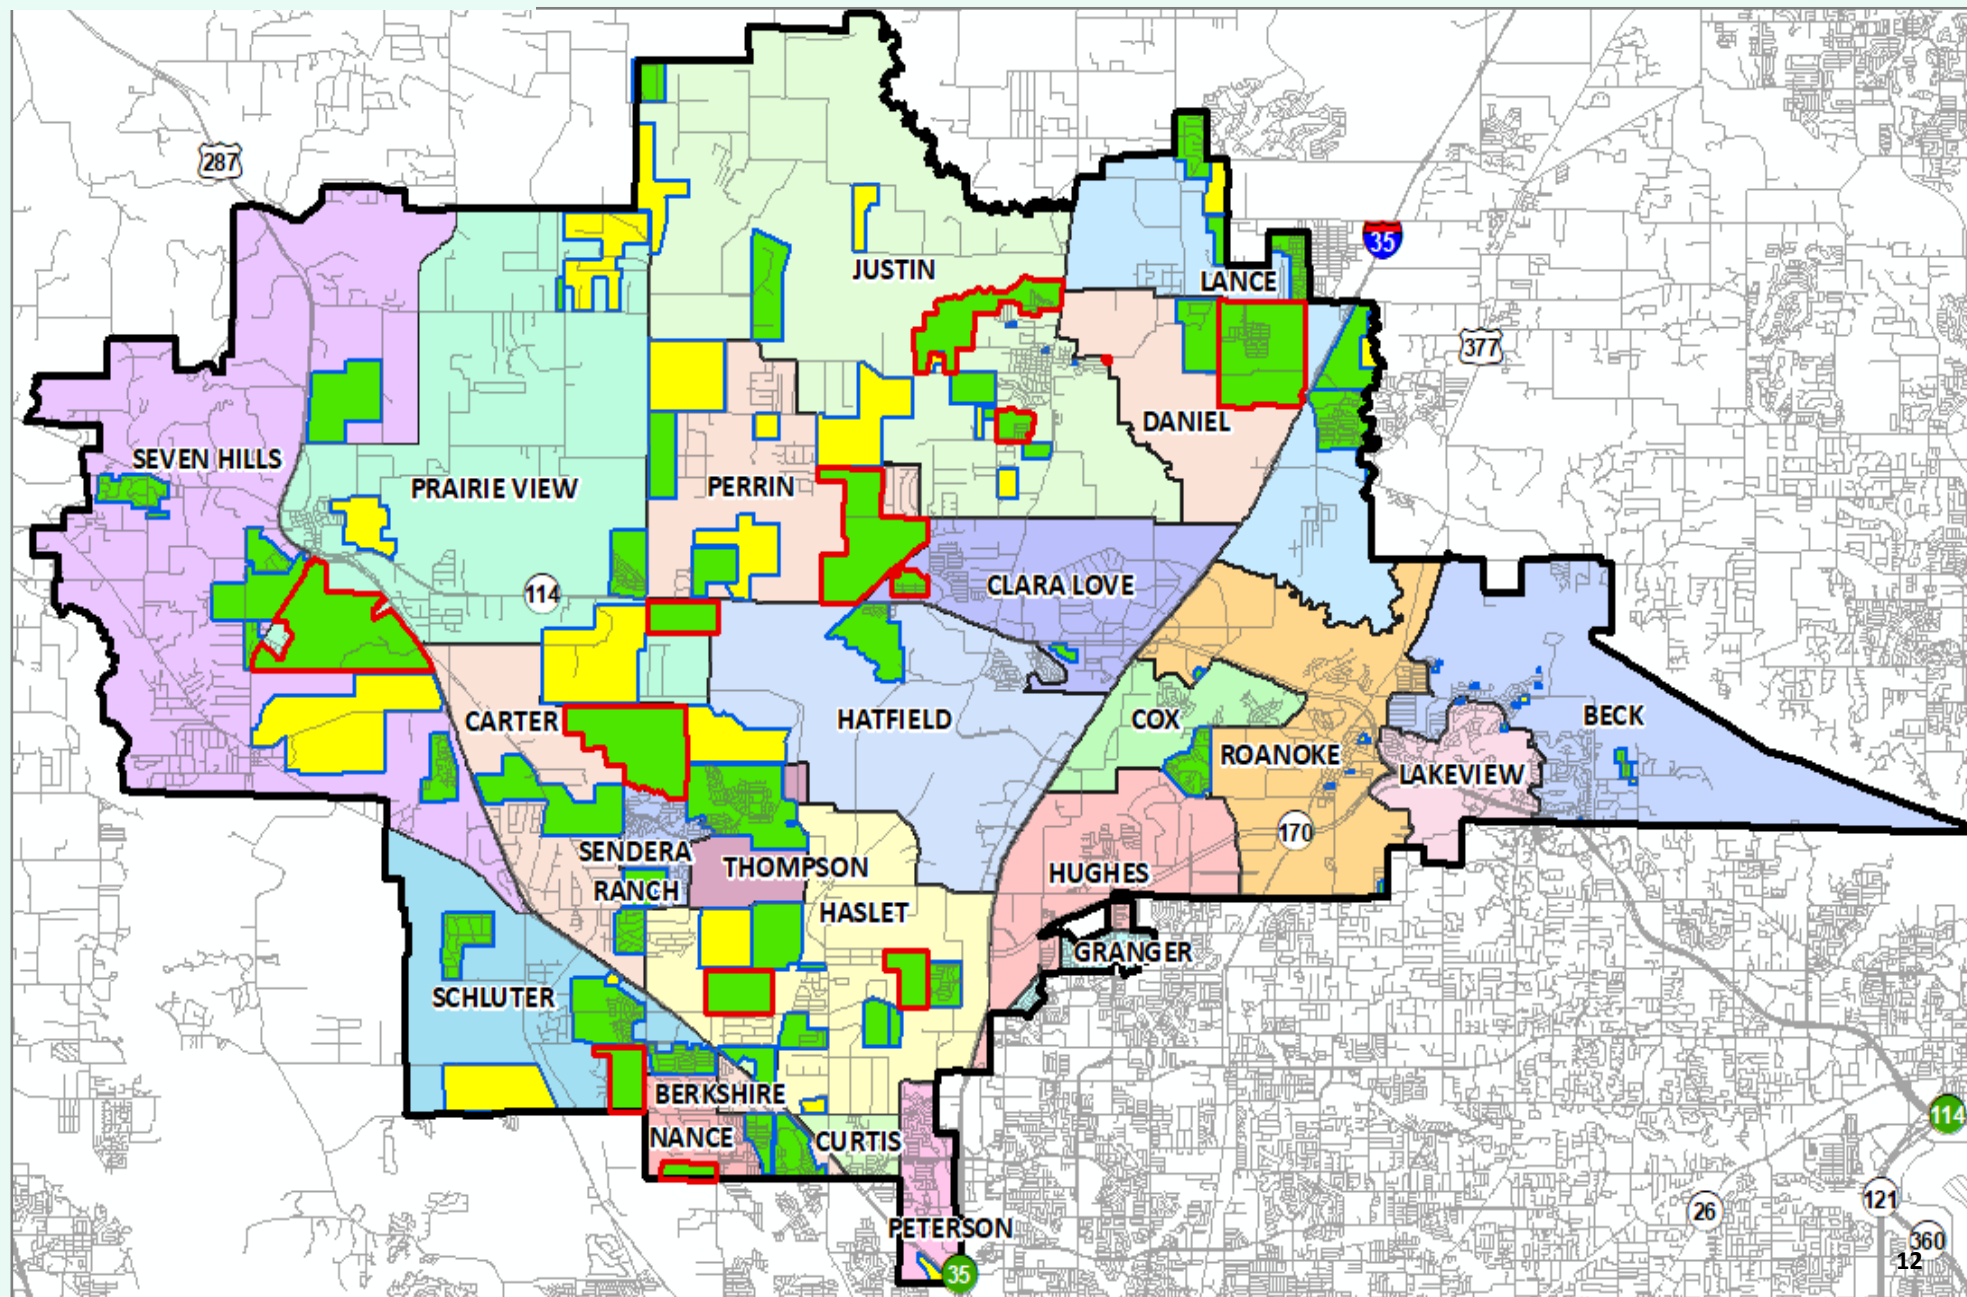 287
35
JUSTIN
LANCE
377
DANIEL
SEVEN HILLS
PRAIRIE VIEW
PERRIN
114
CLARA LOVE
CARTER
HATFIELD
COX
BECK
ROANOKE
LAKEVIEW
170
SENDERA
RANCH
THOMPSON
HUGHES
HASLET
GRANGER
SCHLUTER
BERKSHIRE
NANCE
CURTIS
114
121
26
PETERSON
360
12
35